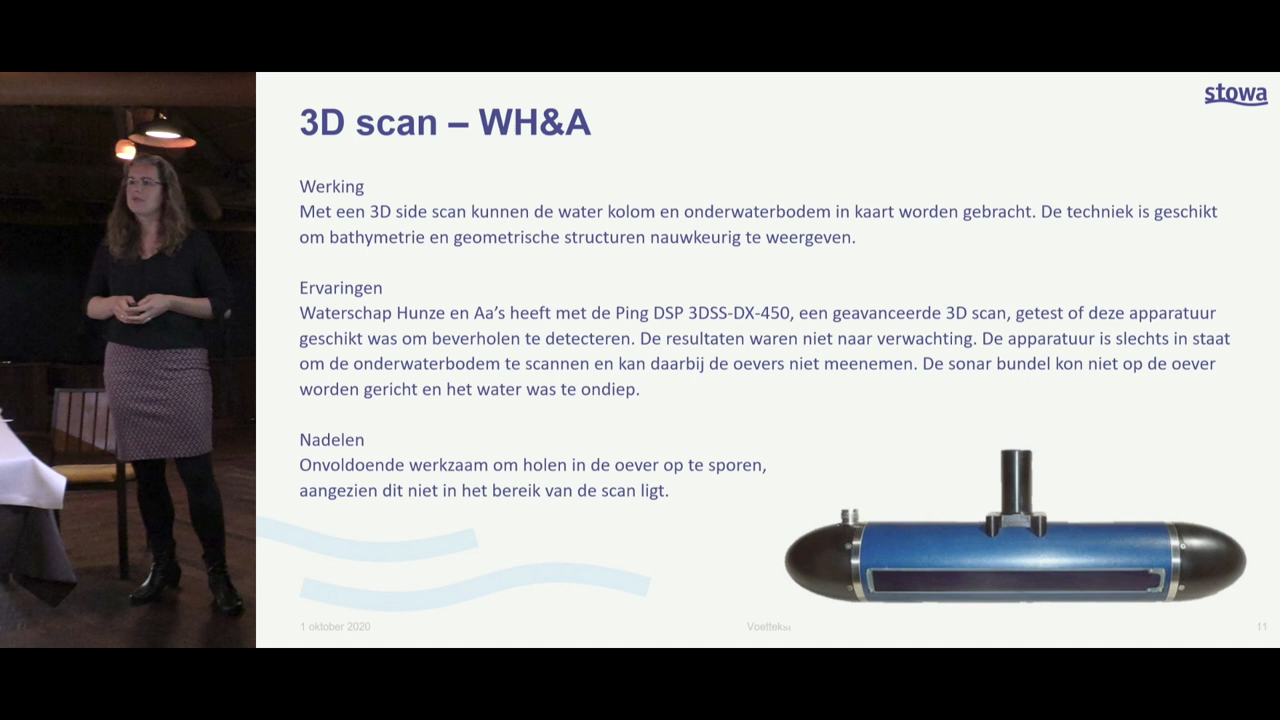 stowa
3D scan – WH&A
Werking
Met een 3D side scan kunnen de water kolom en onderwaterbodem in kaart worden gebracht. De techniek is geschikt
om bathymetrie en geometrische structuren nauwkeurig te weergeven.
Ervaringen
Waterschap Hunze en Aa’s heeft met de Ping DSP 3DSS-DX-450, een geavanceerde 3D scan, getest of deze apparatuur
geschikt was om beverholen te detecteren. De resultaten waren niet naar verwachting. De apparatuur is slechts in staat
om de onderwaterbodem te scannen en kan daarbij de oevers niet meenemen. De sonar bundel kon niet op de oever
worden gericht en het water was te ondiep.
Nadelen
Onvoldoende werkzaam om holen in de oever op te sporen,
aangezien dit niet in het bereik van de scan ligt.
1 oktober 2020
Voettekst
11